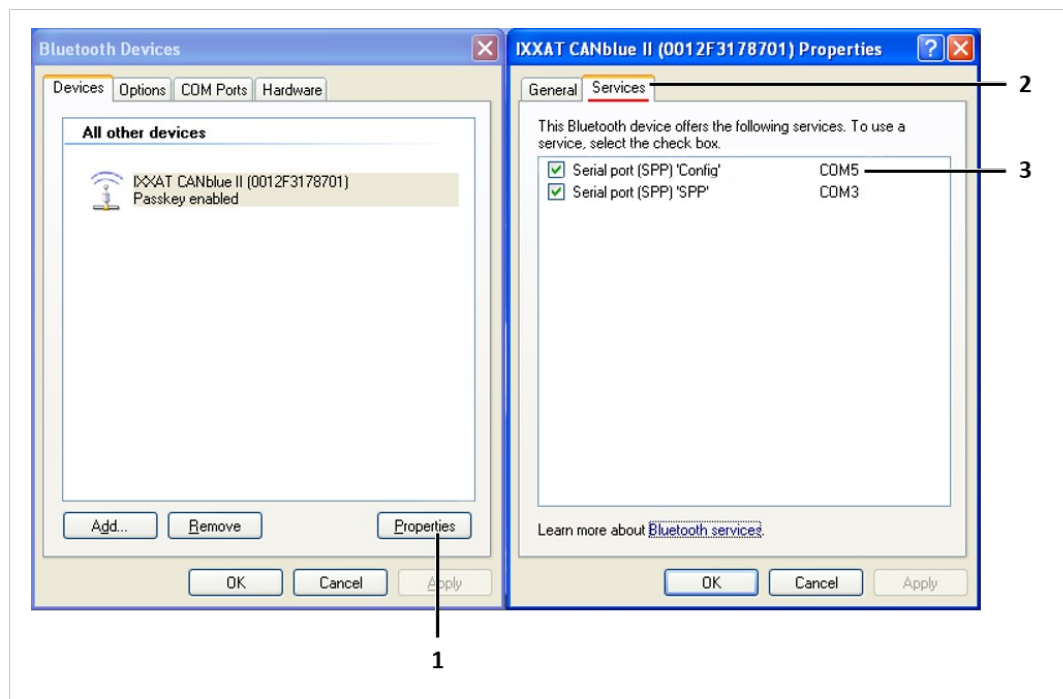 Bluetooth Devices
Devices
Options
COM Ports
Hardware
All other devices
IXXAT CANblue II (0012F3178701)
Passkey enabled
Add...
Remove
Properties
OK
Cancel
Apply
1
IXXAT CANblue II (0012F3178701) Properties
General
Services
2
This Bluetooth device offers the following services. To use a
service, select the check box.
Serial port (SPP) 'Config' COM5
3
Serial port (SPP) 'SPP' COM3
Learn more about Bluetooth services.
OK
Cancel
Apply